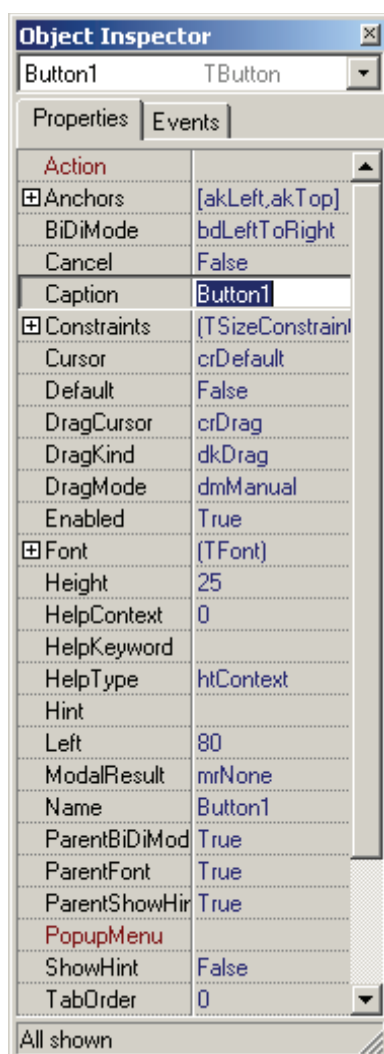 Object Inspector
Button1 TButton
Properties Events
Action
Anchors [akLeft,akTop]
BiDiMode bdLeftToRight
Cancel False
Caption Button1
Constraints (TSizeConstraint
Cursor crDefault
Default False
DragCursor crDrag
DragKind dkDrag
DragMode dmManual
Enabled True
Font (TFont)
Height 25
HelpContext 0
HelpKeyword
HelpType htContext
Hint
Left 80
ModalResult mrNone
Name Button1
ParentBiDiMod True
ParentFont True
ParentShowHir True
PopupMenu
ShowHint False
TabOrder 0
All shown